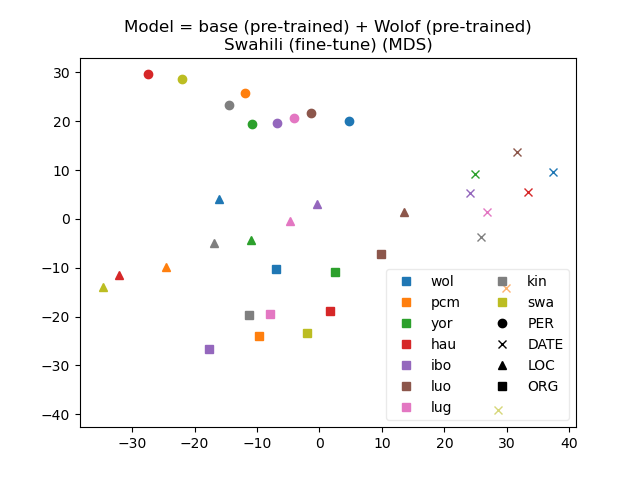 Model = base (pre-trained) + Wolof (pre-trained)
Swahili (fine-tune) (MDS)
30
20
10
0
−10
−20
−30
−40
wol
pcm
yor
hau
ibo
luo
lug
kin
swa
PER
DATE
LOC
ORG
−30 −20 −10 0 10 20 30 40